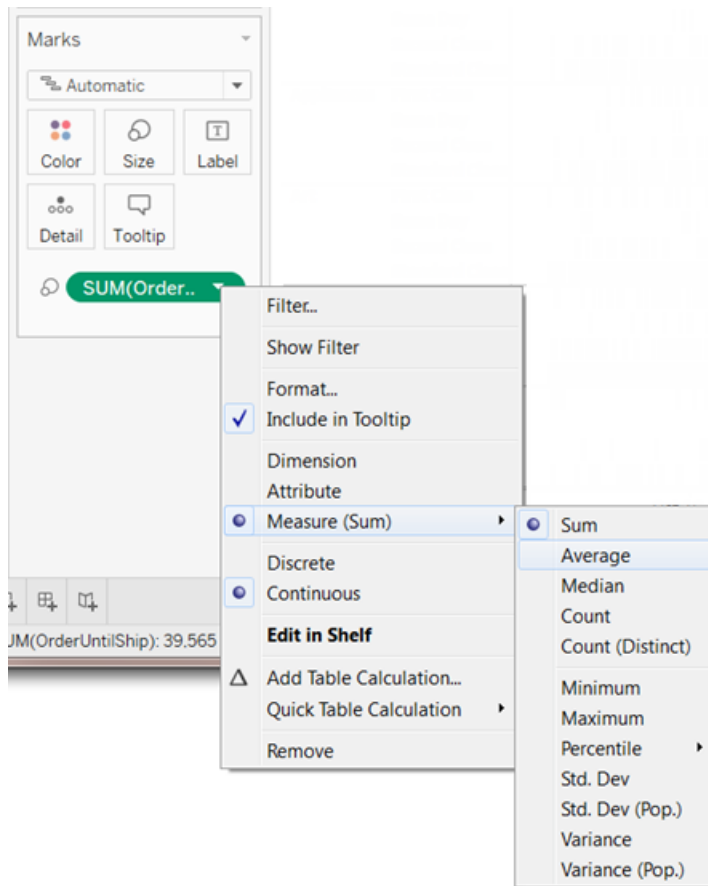 Marks
Automatic
Color Size Label
T
Detail Tooltip
SUM(Order..
Filter...
Show Filter
Format...
Include in Tooltip
Dimension
Attribute
Measure (Sum)
Discrete
Continuous
Edit in Shelf
Add Table Calculation...
Quick Table Calculation
Remove
Sum
Average
Median
Count
Count (Distinct)
Minimum
Maximum
Percentile
Std. Dev
Std. Dev (Pop.)
Variance
Variance (Pop.)
UM(OrderUntilShip): 39,565